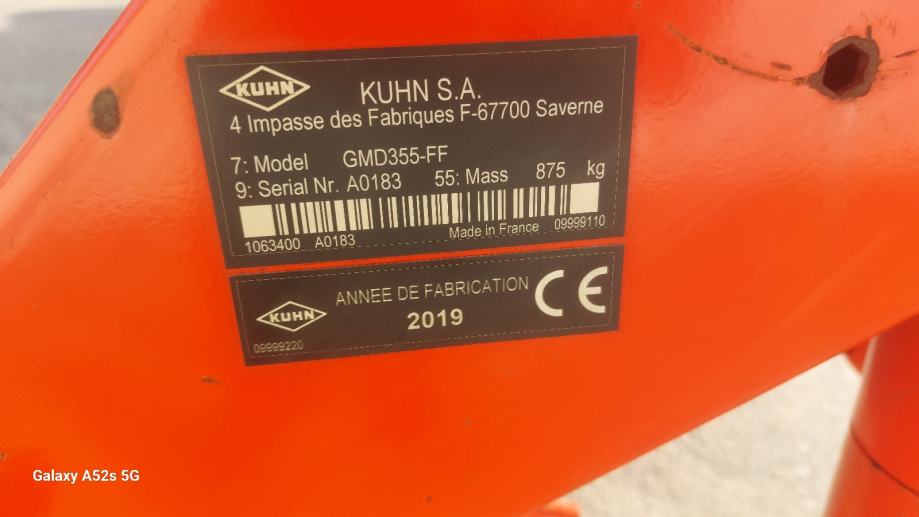 KUHN
KUHN S.A.
4 Impasse des Fabriques F-67700 Saverne
7: Model GMD355-FF
9: Serial Nr. A0183 55: Mass 875 kg
1063400 A0183 Made in France 09999110
KUHN
ANNEE DE FABRICATION
2019
CE
09999220
Galaxy A52s 5G